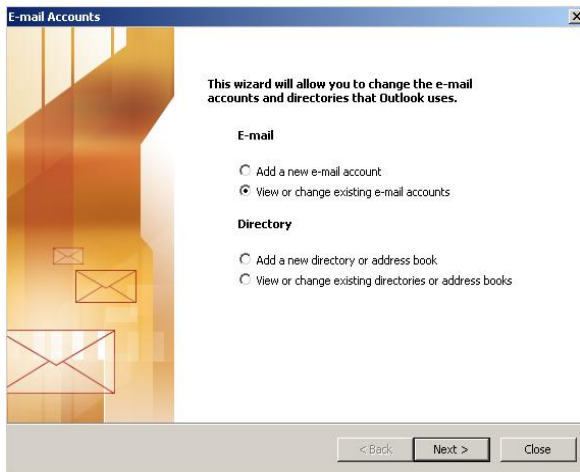 E-mail Accounts
This wizard will allow you to change the e-mail
accounts and directories that Outlook uses.
E-mail
Add a new e-mail account
View or change existing e-mail accounts
Directory
Add a new directory or address book
View or change existing directories or address books
< Back Next > Close